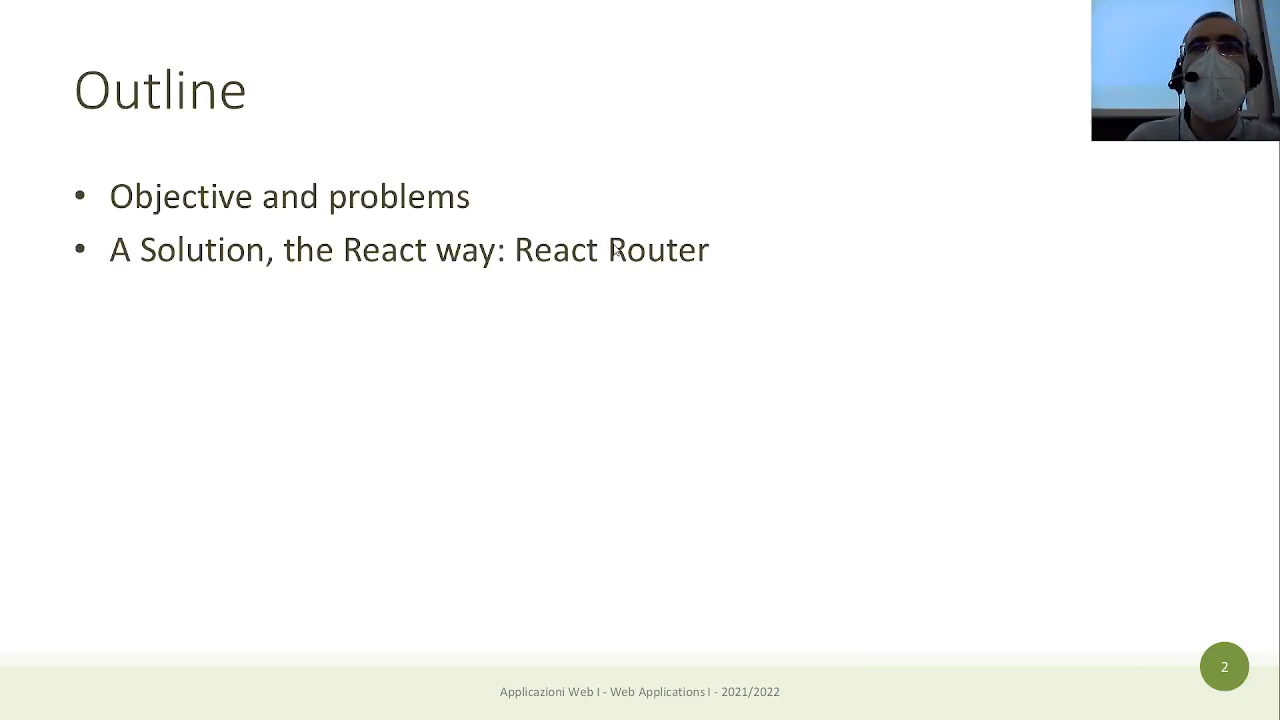 Outline
• Objective and problems
• A Solution, the React way: React Router
2
Applicazioni Web I - Web Applications I - 2021/2022